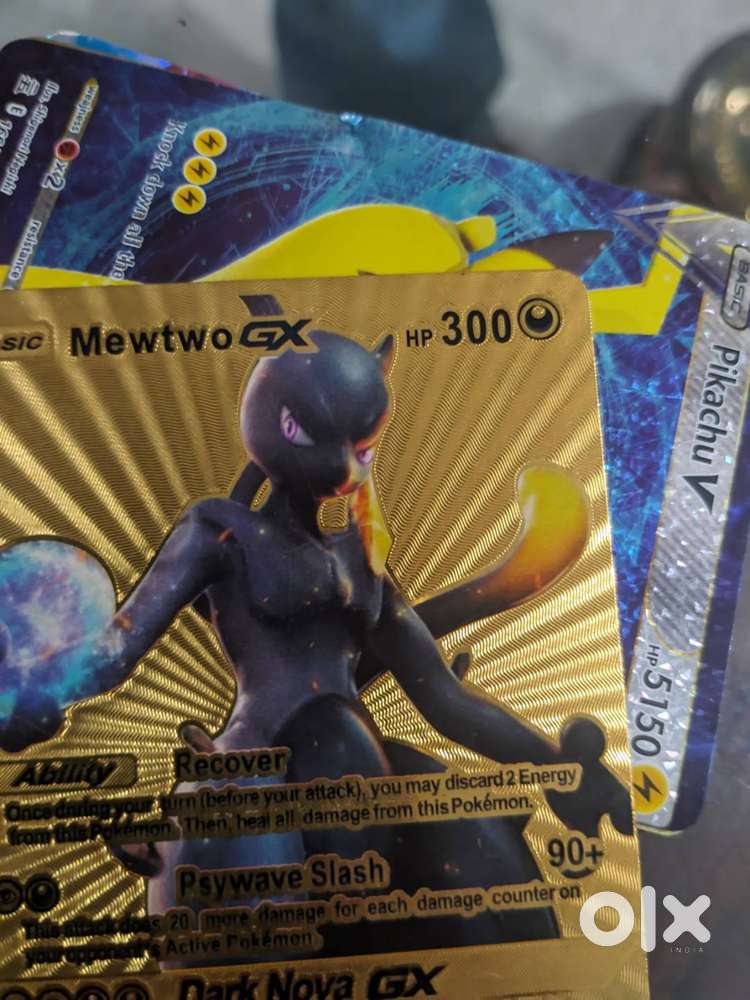 SIC Mewtwo GX HP 300
Ability Recover
Once dnring your turn (before your attack), you may discard 2 Energy
from this Pokémon. Then, heal all damage from this Pokémon.
Psywave Slash 90+
This attack does 20 more damage for each damage counter on
your opponent's Active Pokémon
Dark Nova GX
BASIC Pikachu V HP 5150
Knock down all the
weakness x2
resistance
olx
INDIA